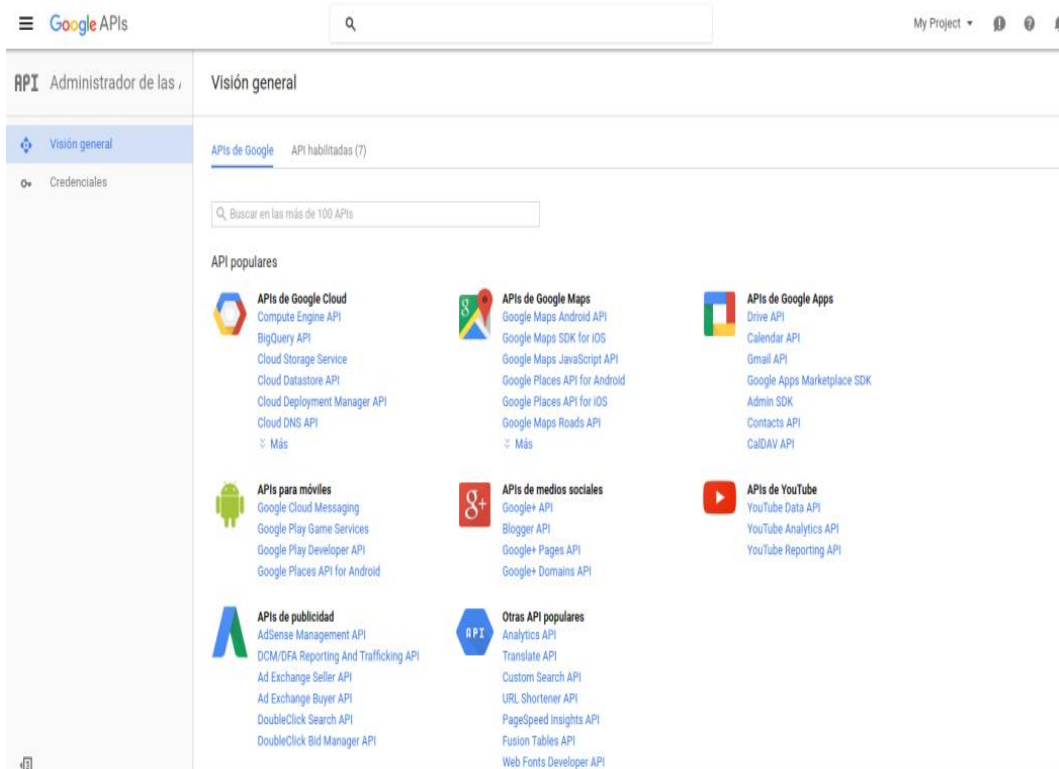 Google APIs
My Project
API Administrador de las
Visión general
Visión general
Credenciales
APIs de Google API habilitadas (7)
Buscar en las más de 100 APIs
API populares
APIs de Google Cloud
Compute Engine API
BigQuery API
Cloud Storage Service
Cloud Datastore API
Cloud Deployment Manager API
Cloud DNS API
Más
APIs de Google Maps
Google Maps Android API
Google Maps SDK for iOS
Google Maps JavaScript API
Google Places API for Android
Google Places API for iOS
Google Maps Roads API
Más
APIs de Google Apps
Drive API
Calendar API
Gmail API
Google Apps Marketplace SDK
Admin SDK
Contacts API
CalDAV API
APIs para móviles
Google Cloud Messaging
Google Play Game Services
Google Play Developer API
Google Places API for Android
g+
APIs de medios sociales
Google+ API
Blogger API
Google+ Pages API
Google+ Domains API
APIs de YouTube
YouTube Data API
YouTube Analytics API
YouTube Reporting API
APIs de publicidad
AdSense Management API
DCM/DFA Reporting And Trafficking API
Ad Exchange Seller API
Ad Exchange Buyer API
DoubleClick Search API
DoubleClick Bid Manager API
API
Otras API populares
Analytics API
Translate API
Custom Search API
URL Shortener API
PageSpeed Insights API
Fusion Tables API
Web Fonts Developer API